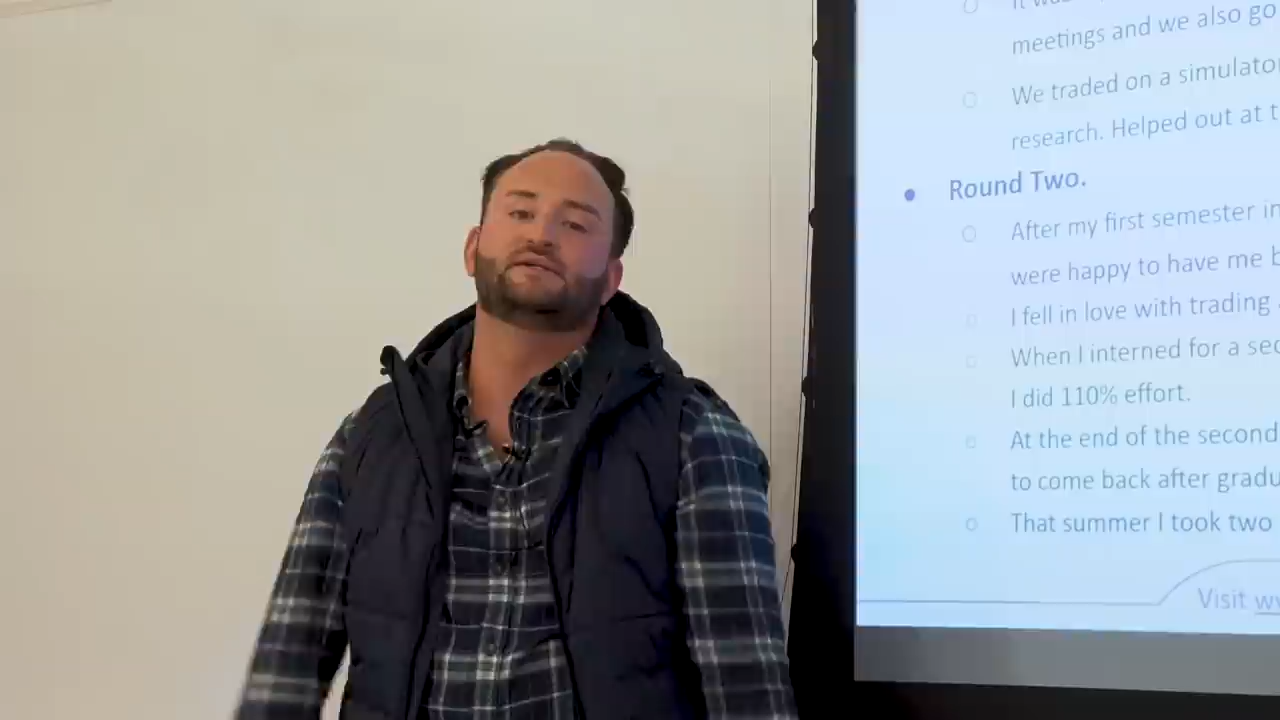 meetings and we also go
We traded on a simulator
research. Helped out at t
Round Two.
After my first semester in
were happy to have me b
I fell in love with trading
When I interned for a sec
I did 110% effort.
At the end of the second
to come back after gradu
That summer I took two
Visit